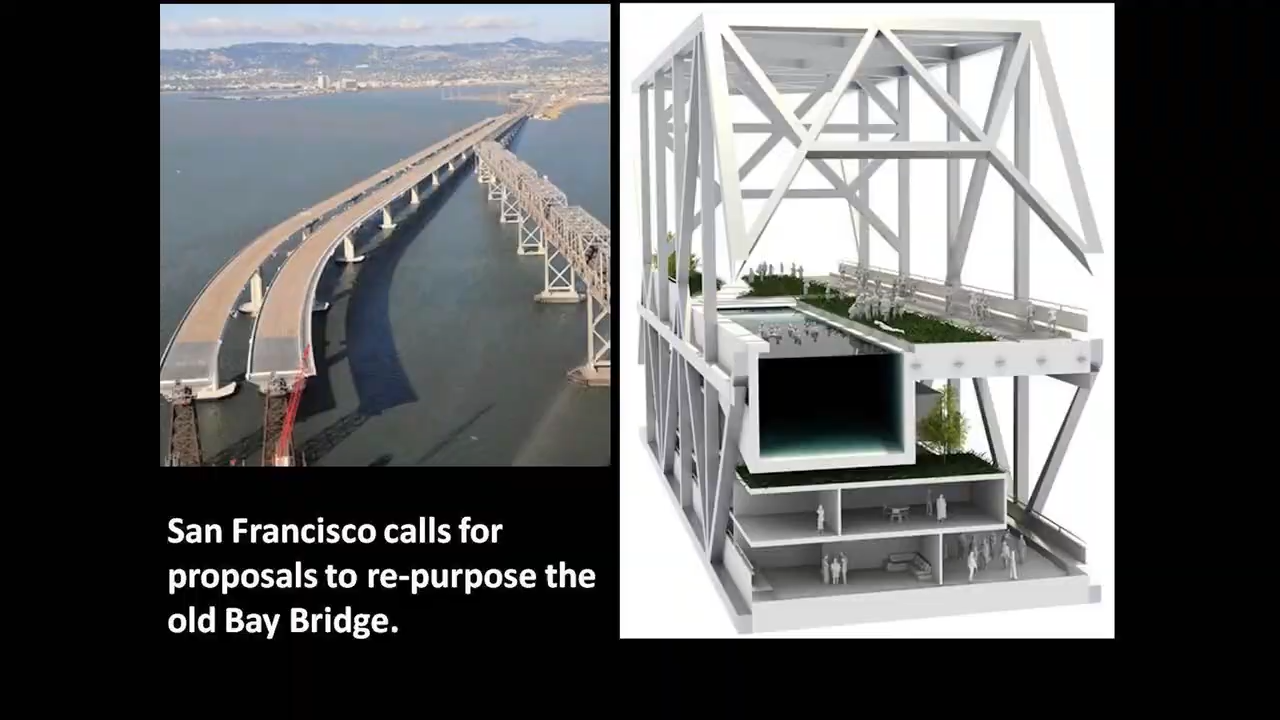 San Francisco calls for
proposals to re-purpose the
old Bay Bridge.